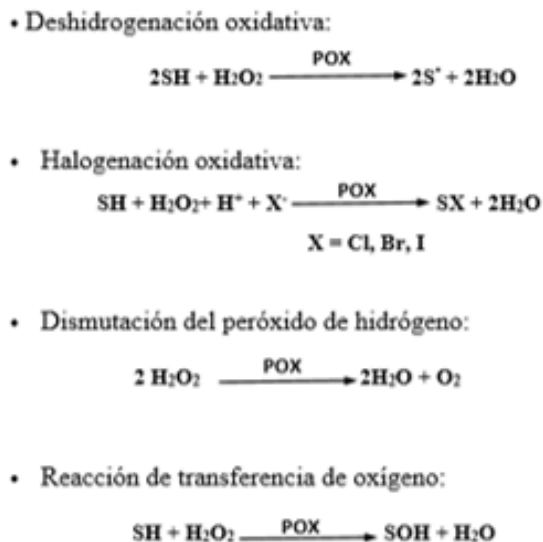 • Deshidrogenación oxidativa:
POX
2SH + H₂O₂ → 2S• + 2H₂O
• Halogenación oxidativa:
POX
SH + H₂O₂+ H⁺ + X⁻ → SX + 2H₂O
X = Cl, Br, I
• Dismutación del peróxido de hidrógeno:
POX
2 H₂O₂ → 2H₂O + O₂
• Reacción de transferencia de oxígeno:
POX
SH + H₂O₂ → SOH + H₂O